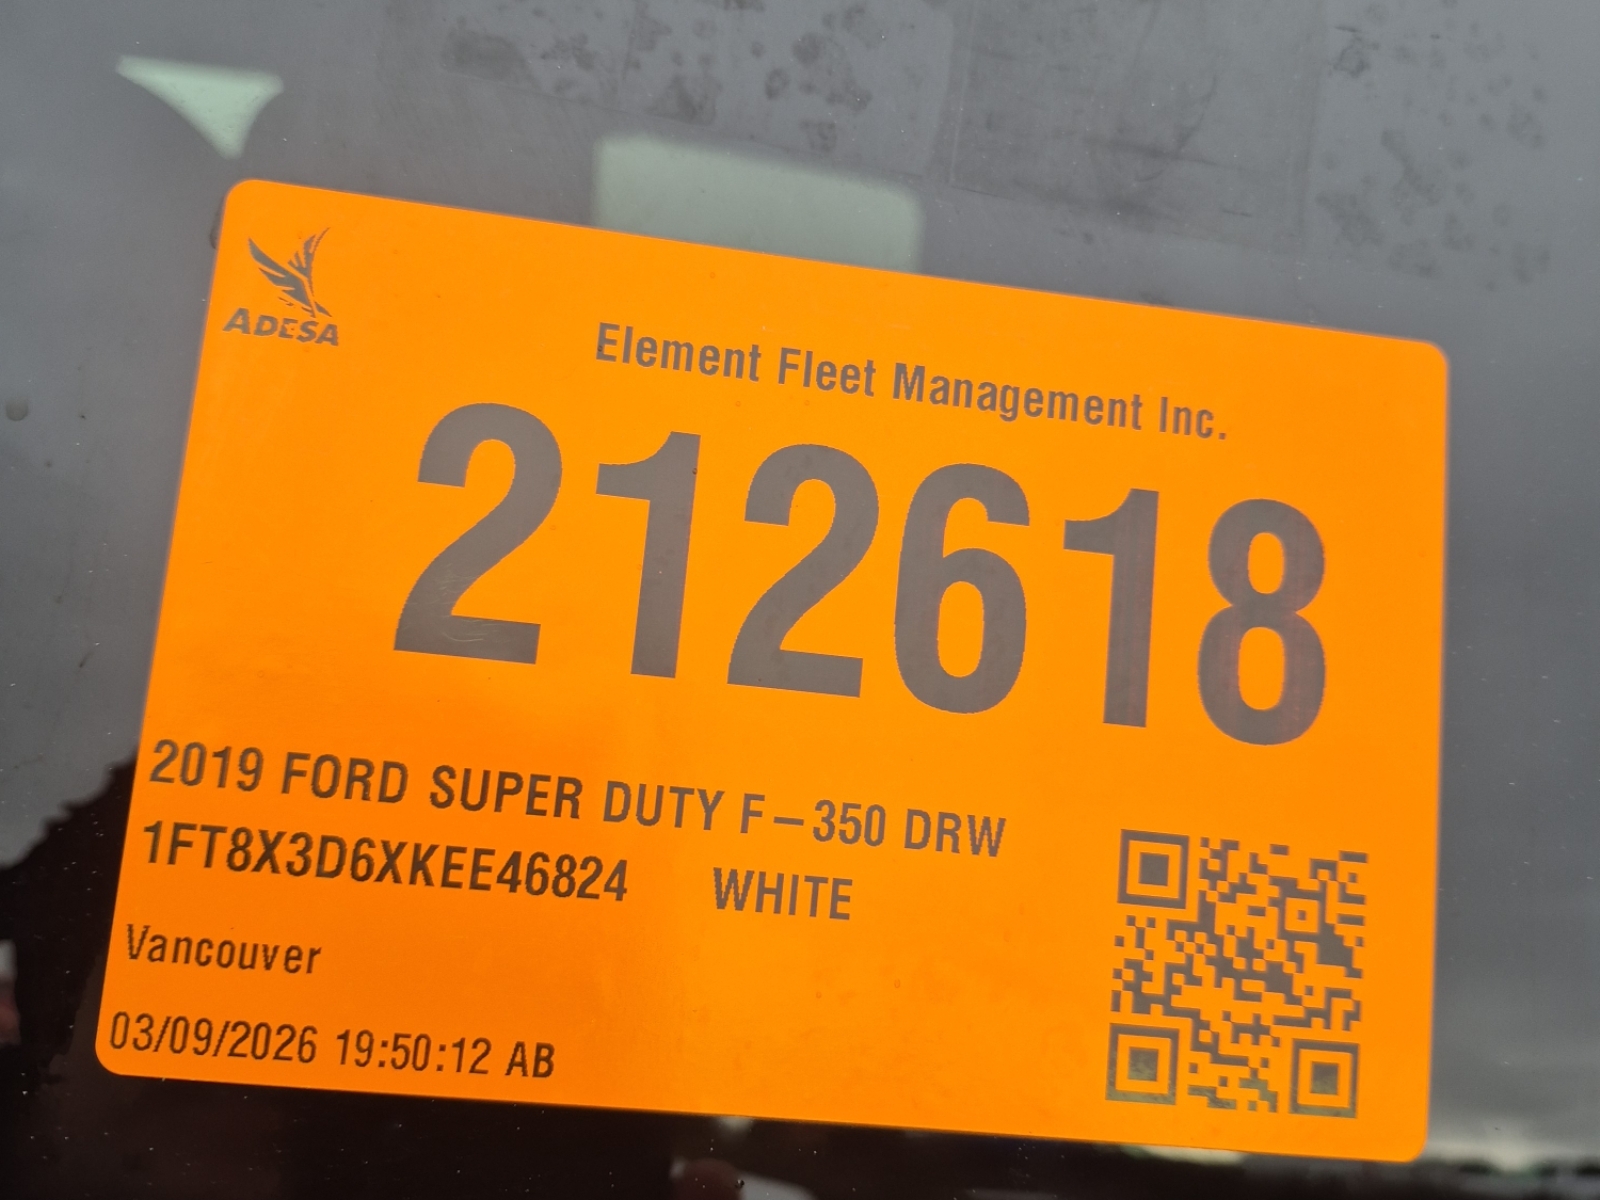 ADESA
Element Fleet Management Inc.
212618
2019 FORD SUPER DUTY F-350 DRW
1FT8X3D6XKEE46824 WHITE
Vancouver
03/09/2026 19:50:12 AB